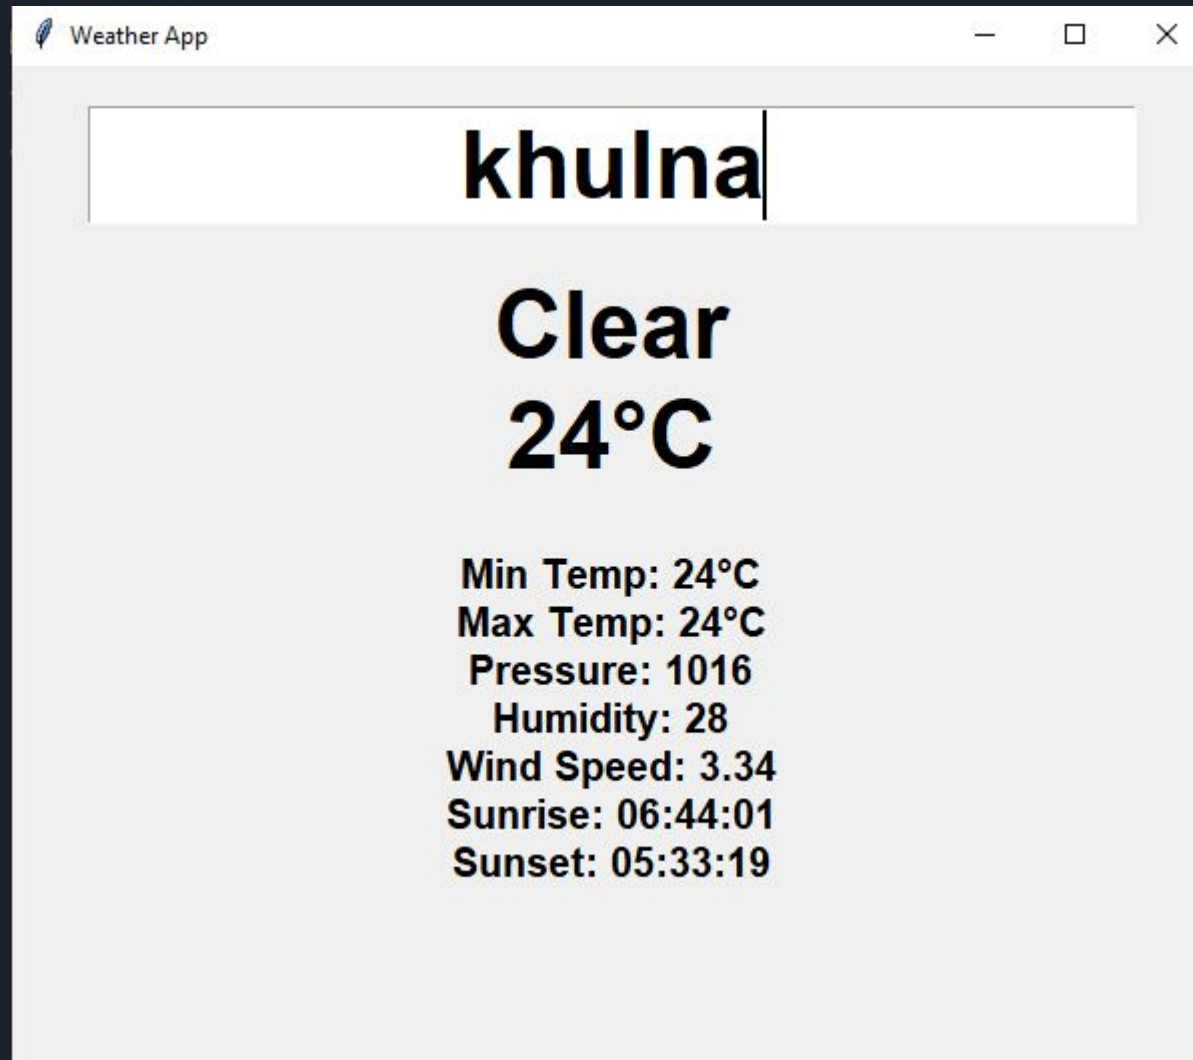 Weather App
khulna
Clear
24°C
Min Temp: 24°C
Max Temp: 24°C
Pressure: 1016
Humidity: 28
Wind Speed: 3.34
Sunrise: 06:44:01
Sunset: 05:33:19